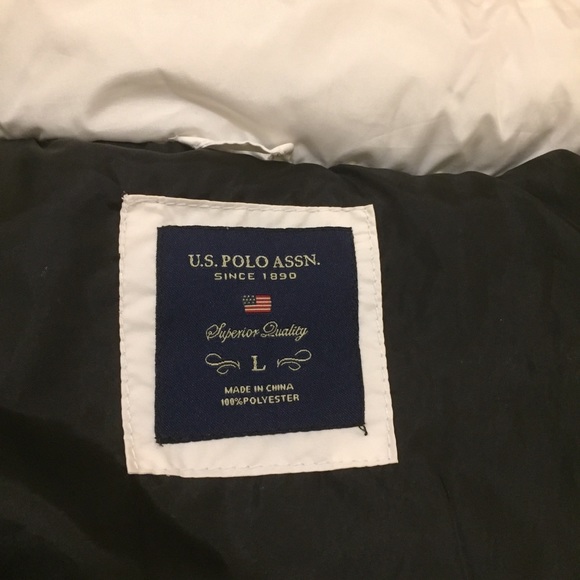 U.S. POLO ASSN.
SINCE 1890
Superior Quality
L
MADE IN CHINA
100%POLYESTER